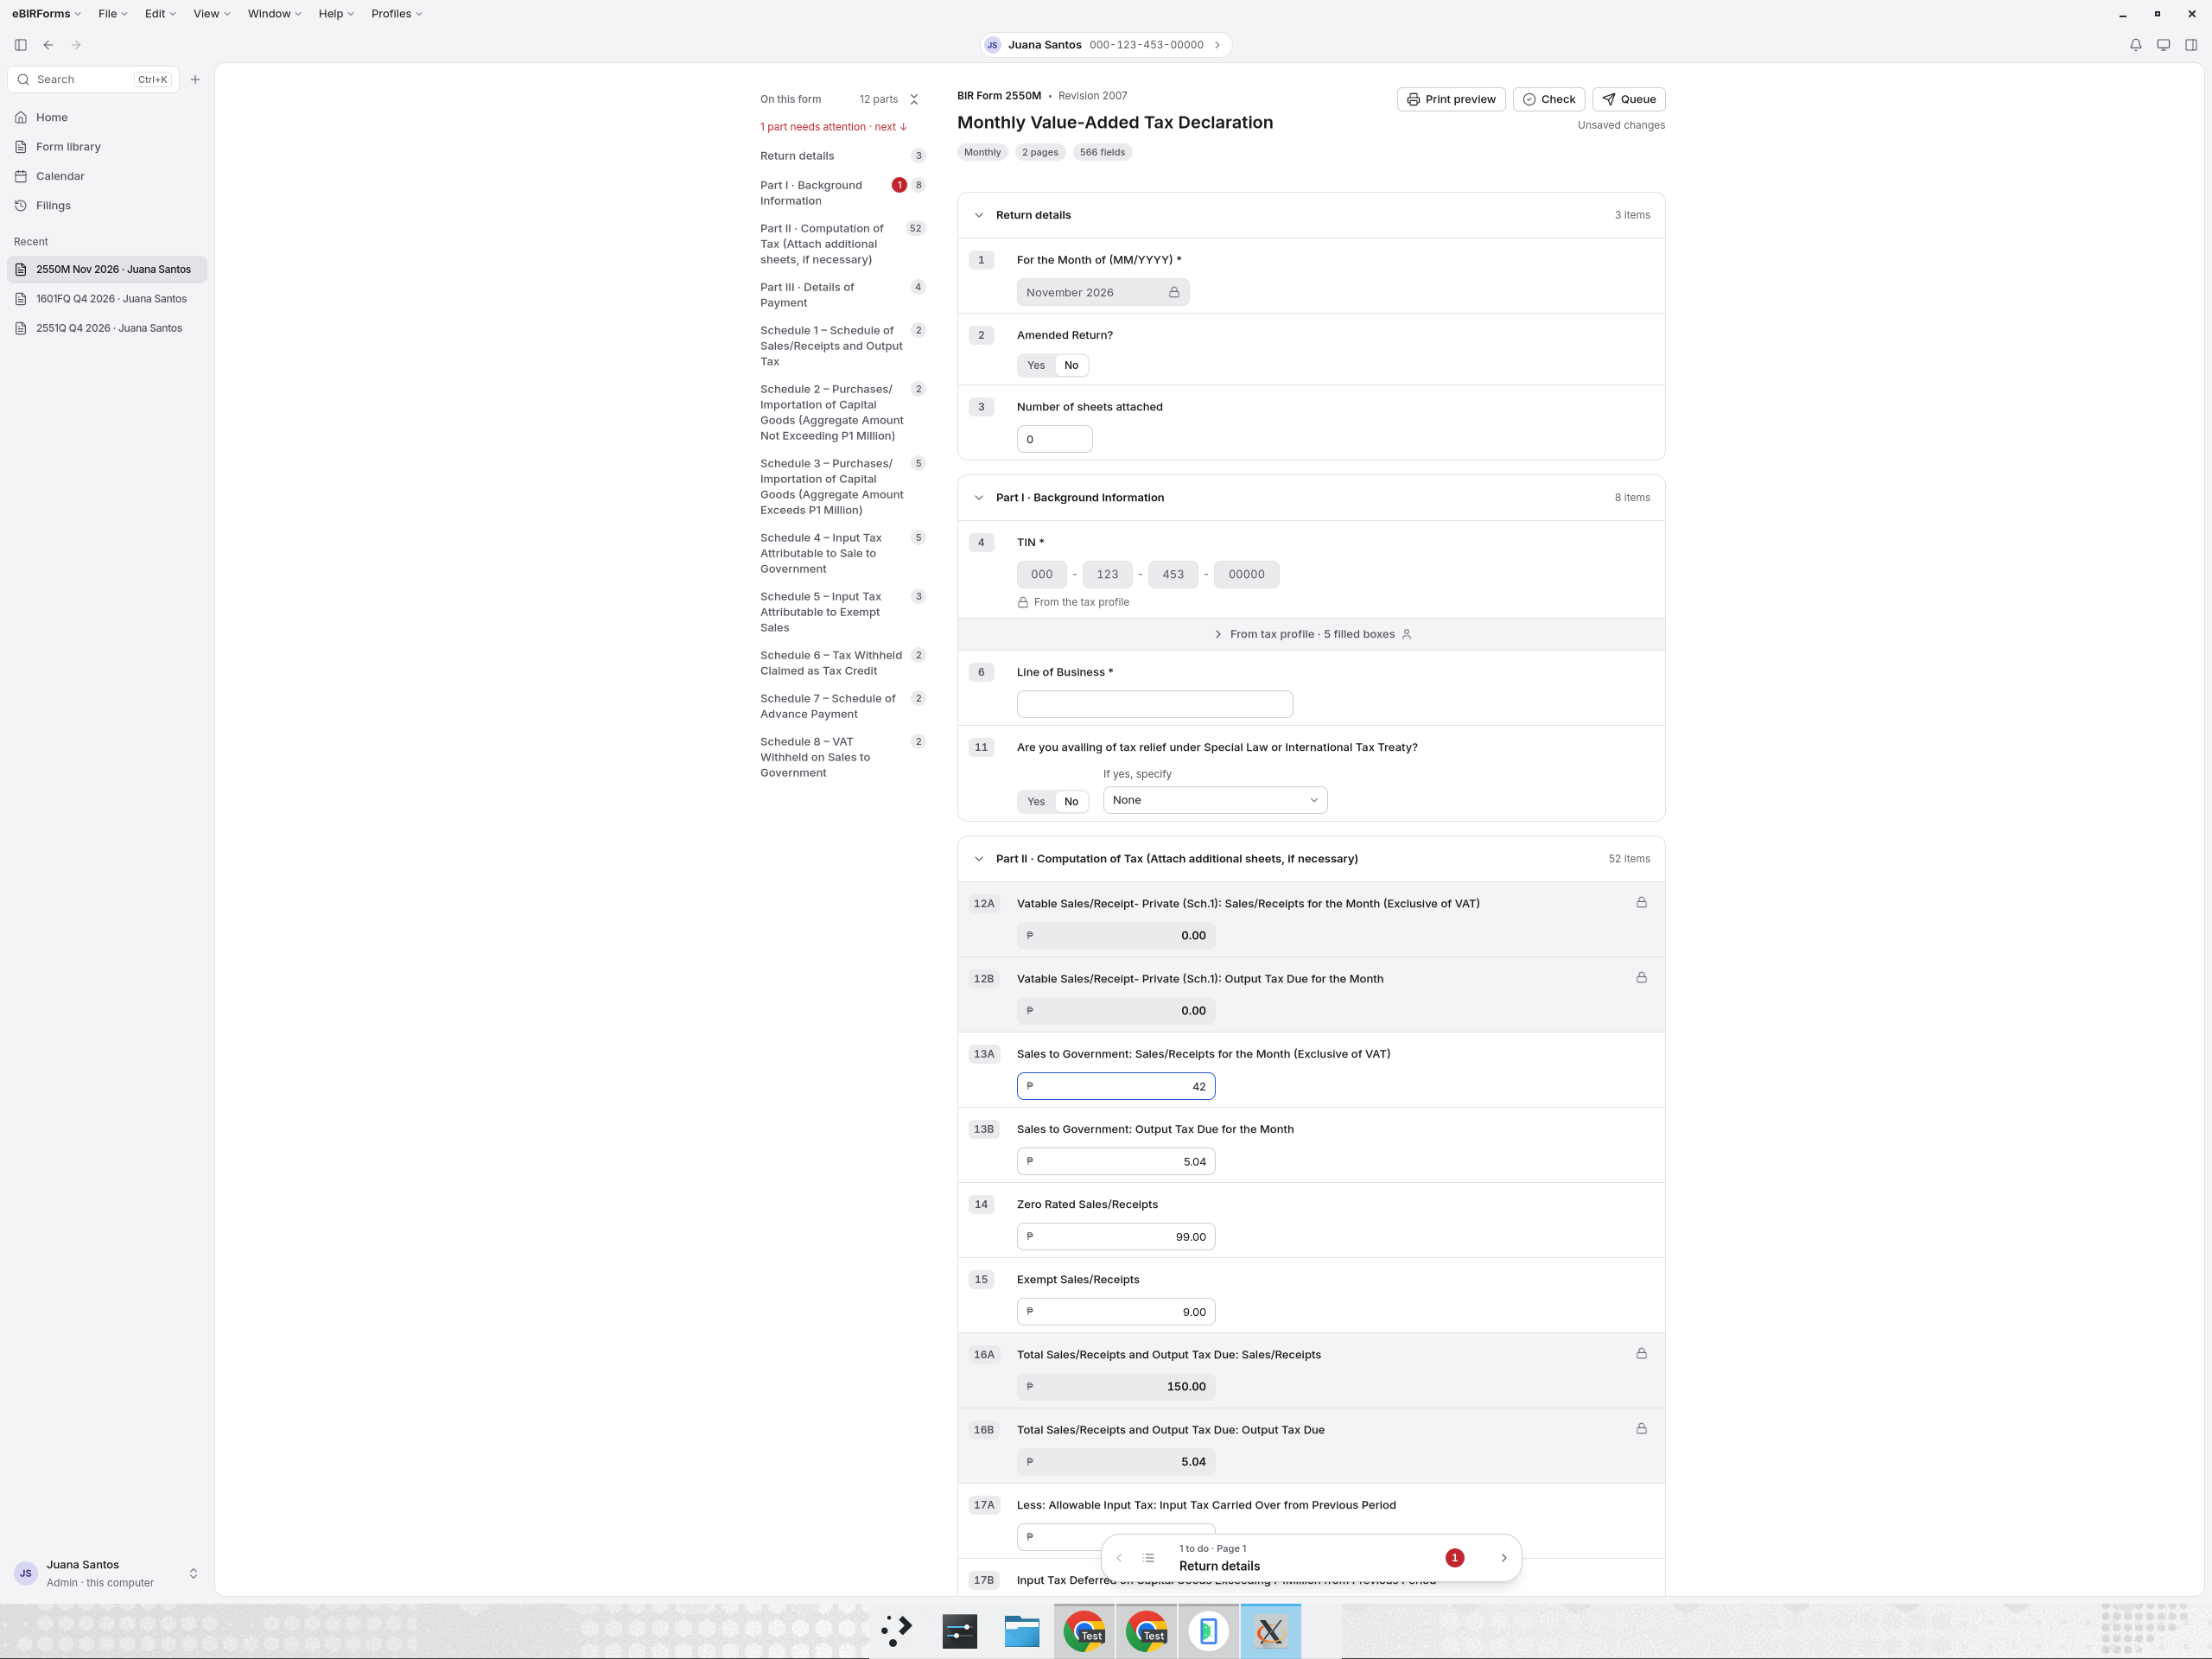 eBIRForms File Edit View Window Help Profiles
JS Juana Santos 000-123-453-00000
Search Ctrl+K
Home
Form library
Calendar
Filings
Recent
2550M Nov 2026 · Juana Santos
1601FQ Q4 2026 · Juana Santos
2551Q Q4 2026 · Juana Santos
JS Juana Santos
Admin · this computer
On this form 12 parts
1 part needs attention · next ↓
Return details 3
Part I · Background 1 8
Information
Part II · Computation of 52
Tax (Attach additional
sheets, if necessary)
Part III · Details of 4
Payment
Schedule 1 – Schedule of 2
Sales/Receipts and Output
Tax
Schedule 2 – Purchases/ 2
Importation of Capital
Goods (Aggregate Amount
Not Exceeding P1 Million)
Schedule 3 – Purchases/ 5
Importation of Capital
Goods (Aggregate Amount
Exceeds P1 Million)
Schedule 4 – Input Tax 5
Attributable to Sale to
Government
Schedule 5 – Input Tax 3
Attributable to Exempt
Sales
Schedule 6 – Tax Withheld 2
Claimed as Tax Credit
Schedule 7 – Schedule of 2
Advance Payment
Schedule 8 – VAT 2
Withheld on Sales to
Government
BIR Form 2550M • Revision 2007
Print preview Check Queue
Monthly Value-Added Tax Declaration
Unsaved changes
Monthly 2 pages 566 fields
Return details 3 items
1 For the Month of (MM/YYYY) *
November 2026
2 Amended Return?
Yes No
3 Number of sheets attached
0
Part I · Background Information 8 items
4 TIN *
000 - 123 - 453 - 00000
From the tax profile
From tax profile · 5 filled boxes
6 Line of Business *
11 Are you availing of tax relief under Special Law or International Tax Treaty?
If yes, specify
Yes No None
Part II · Computation of Tax (Attach additional sheets, if necessary) 52 items
12A Vatable Sales/Receipt- Private (Sch.1): Sales/Receipts for the Month (Exclusive of VAT)
₱ 0.00
12B Vatable Sales/Receipt- Private (Sch.1): Output Tax Due for the Month
₱ 0.00
13A Sales to Government: Sales/Receipts for the Month (Exclusive of VAT)
₱ 42
13B Sales to Government: Output Tax Due for the Month
₱ 5.04
14 Zero Rated Sales/Receipts
₱ 99.00
15 Exempt Sales/Receipts
₱ 9.00
16A Total Sales/Receipts and Output Tax Due: Sales/Receipts
₱ 150.00
16B Total Sales/Receipts and Output Tax Due: Output Tax Due
₱ 5.04
17A Less: Allowable Input Tax: Input Tax Carried Over from Previous Period
₱
1 to do · Page 1
Return details 1
17B Input Tax Deferred
Test Test